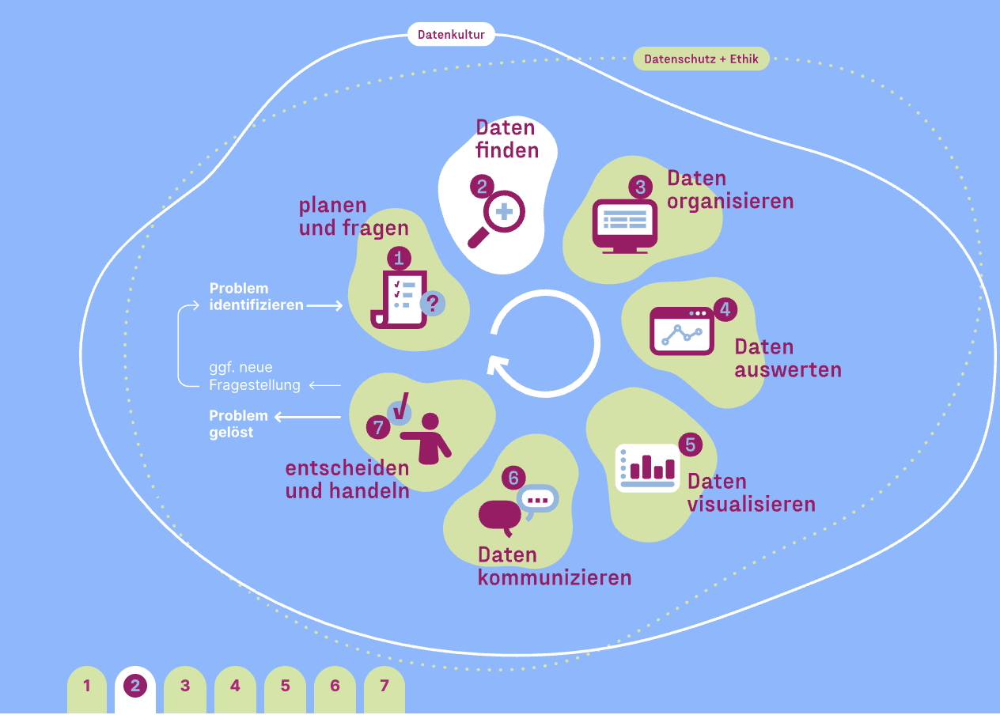 Datenkultur
Datenschutz + Ethik
Daten
finden
2
3
Daten
organisieren
planen
und fragen
1
?
Problem
identifizieren
4
Daten
auswerten
ggf. neue
Fragestellung
Problem
gelöst
7
entscheiden
und handeln
5
Daten
visualisieren
6
Daten
kommunizieren
1 2 3 4 5 6 7